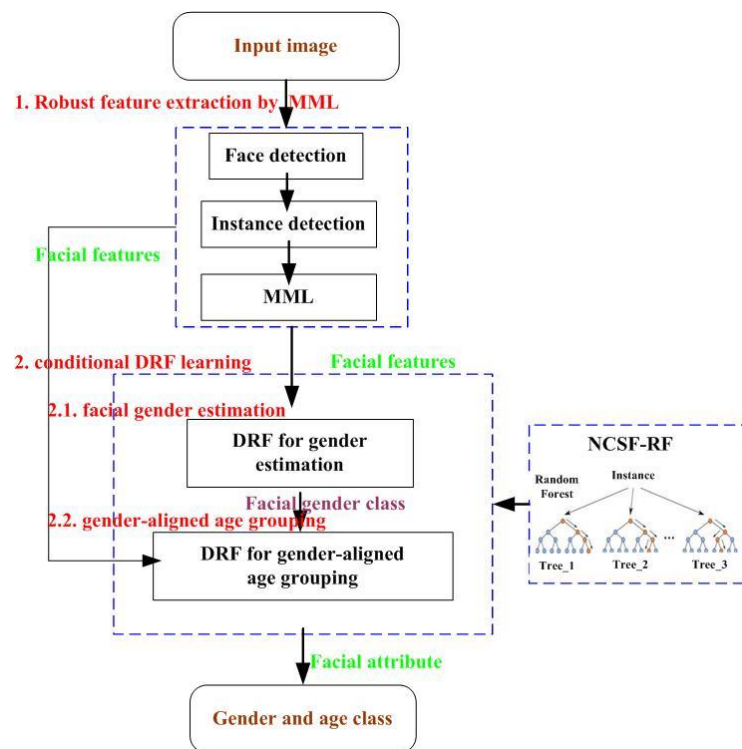 Input image
1. Robust feature extraction by MML
Face detection
Instance detection
Facial features
MML
2. conditional DRF learning
Facial features
2.1. facial gender estimation
DRF for gender
estimation
NCSF-RF
Random
Forest
Instance
Facial gender class
2.2. gender-aligned age grouping
DRF for gender-aligned
age grouping
...
Tree_1
Tree_2
Tree_3
Facial attribute
Gender and age class